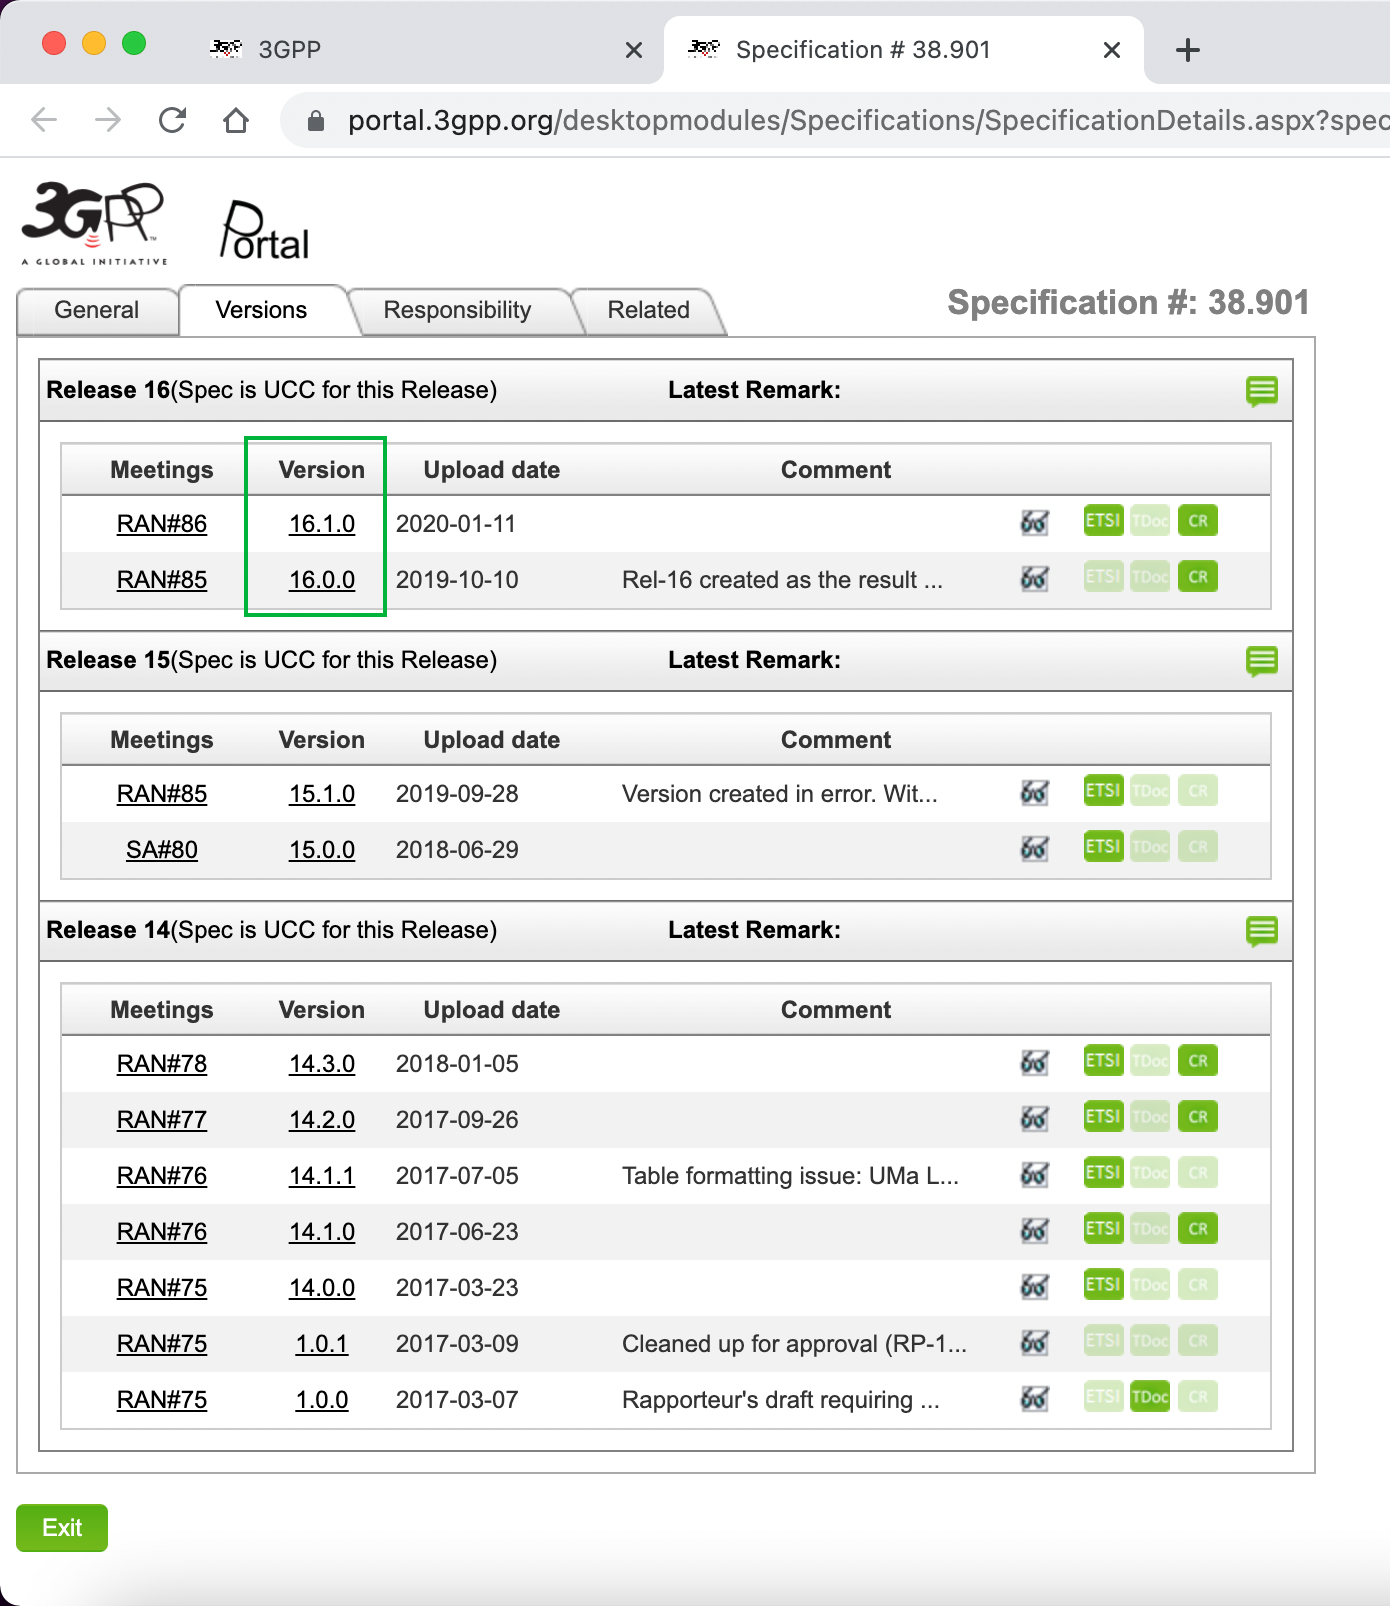 3GPP
Specification # 38.901
portal.3gpp.org/desktopmodules/Specifications/SpecificationDetails.aspx?spec
3GPP™ Portal
A GLOBAL INITIATIVE
General Versions Responsibility Related Specification #: 38.901
Release 16(Spec is UCC for this Release) Latest Remark:
Meetings Version Upload date Comment
RAN#86 16.1.0 2020-01-11 ETSI TDoc CR
RAN#85 16.0.0 2019-10-10 Rel-16 created as the result ... ETSI TDoc CR
Release 15(Spec is UCC for this Release) Latest Remark:
Meetings Version Upload date Comment
RAN#85 15.1.0 2019-09-28 Version created in error. Wit... ETSI TDoc CR
SA#80 15.0.0 2018-06-29 ETSI TDoc CR
Release 14(Spec is UCC for this Release) Latest Remark:
Meetings Version Upload date Comment
RAN#78 14.3.0 2018-01-05 ETSI TDoc CR
RAN#77 14.2.0 2017-09-26 ETSI TDoc CR
RAN#76 14.1.1 2017-07-05 Table formatting issue: UMa L... ETSI TDoc CR
RAN#76 14.1.0 2017-06-23 ETSI TDoc CR
RAN#75 14.0.0 2017-03-23 ETSI TDoc CR
RAN#75 1.0.1 2017-03-09 Cleaned up for approval (RP-1... ETSI TDoc CR
RAN#75 1.0.0 2017-03-07 Rapporteur's draft requiring ... ETSI TDoc CR
Exit